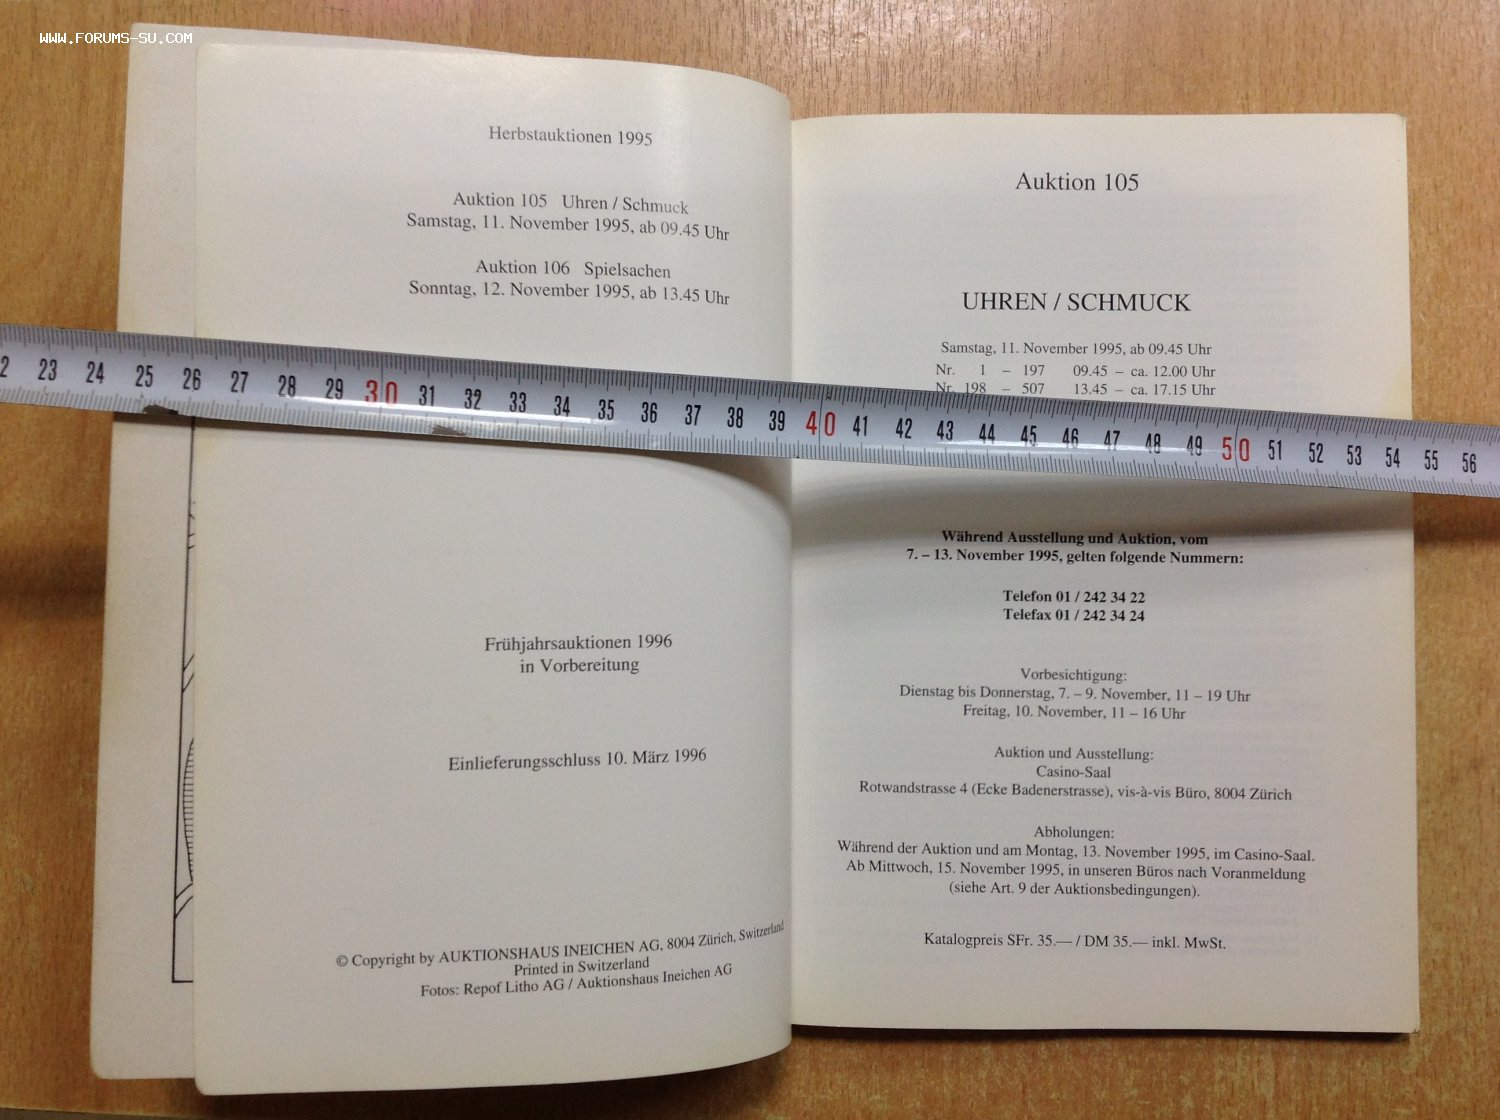 WWW.FORUMS-SU.COM
Herbstauktionen 1995
Auktion 105 Uhren / Schmuck
Samstag, 11. November 1995, ab 09.45 Uhr
Auktion 106 Spielsachen
Sonntag, 12. November 1995, ab 13.45 Uhr
Frühjahrsauktionen 1996
in Vorbereitung
Einlieferungsschluss 10. März 1996
© Copyright by AUKTIONSHAUS INEICHEN AG, 8004 Zürich, Switzerland
Printed in Switzerland
Fotos: Repof Litho AG / Auktionshaus Ineichen AG
2 23 24 25 26 27 28 29 30 31 32 33 34 35 36 37 38 39 40 41 42 43 44 45 46 47 48 49 50 51 52 53 54 55 56
Auktion 105
UHREN / SCHMUCK
Samstag, 11. November 1995, ab 09.45 Uhr
Nr. 1 – 197 09.45 – ca. 12.00 Uhr
Nr. 198 – 507 13.45 – ca. 17.15 Uhr
Während Ausstellung und Auktion, vom
7. – 13. November 1995, gelten folgende Nummern:
Telefon 01 / 242 34 22
Telefax 01 / 242 34 24
Vorbesichtigung:
Dienstag bis Donnerstag, 7. – 9. November, 11 – 19 Uhr
Freitag, 10. November, 11 – 16 Uhr
Auktion und Ausstellung:
Casino-Saal
Rotwandstrasse 4 (Ecke Badenerstrasse), vis-à-vis Büro, 8004 Zürich
Abholungen:
Während der Auktion und am Montag, 13. November 1995, im Casino-Saal.
Ab Mittwoch, 15. November 1995, in unseren Büros nach Voranmeldung
(siehe Art. 9 der Auktionsbedingungen).
Katalogpreis SFr. 35.— / DM 35.— inkl. MwSt.